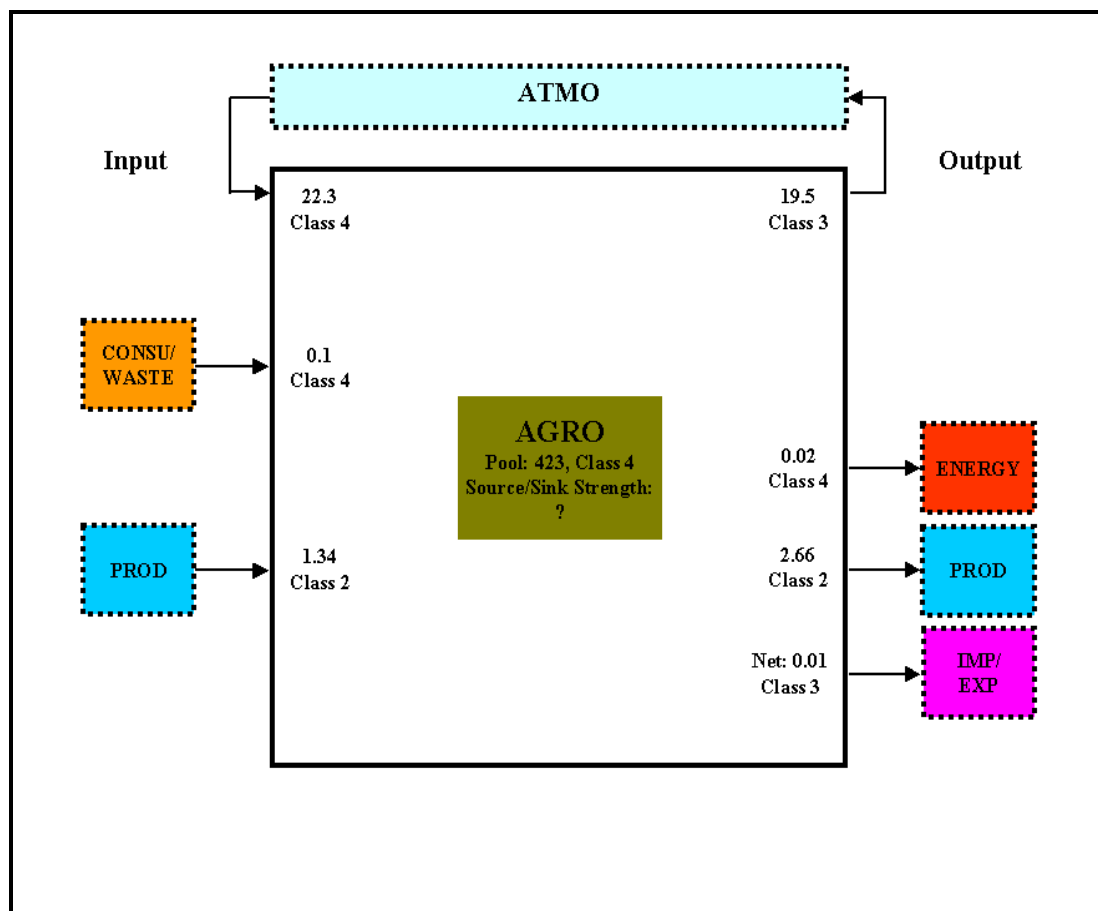 ATMO
Input
Output
22.3
Class 4
19.5
Class 3
CONSU/
WASTE
0.1
Class 4
AGRO
Pool: 423, Class 4
Source/Sink Strength:
?
0.02
Class 4
ENERGY
PROD
1.34
Class 2
2.66
Class 2
PROD
Net: 0.01
Class 3
IMP/
EXP